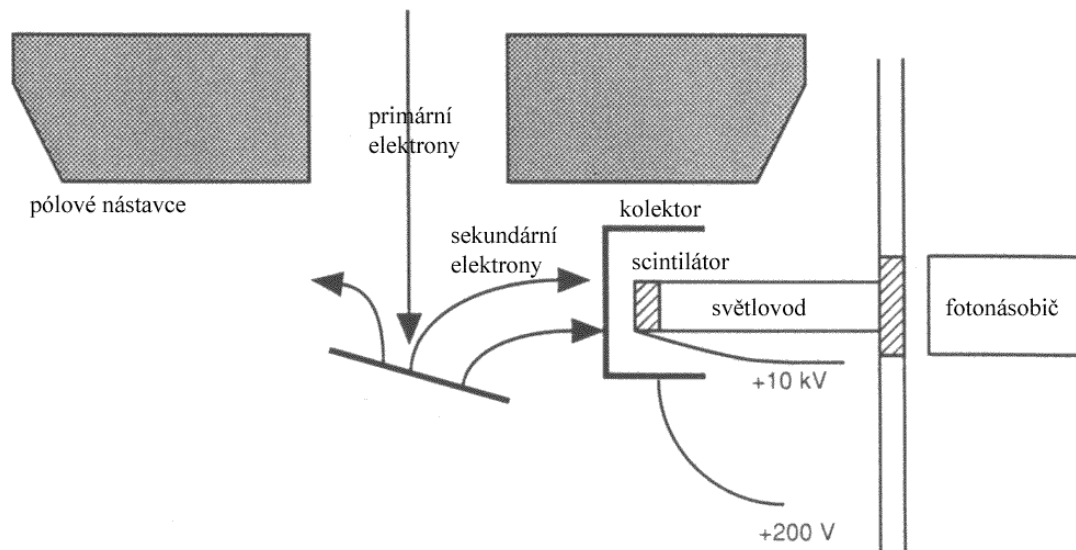 primární
elektrony
pólové nástavce
kolektor
sekundární
elektrony
scintilátor
světlovod
fotonásobič
+10 kV
+200 V